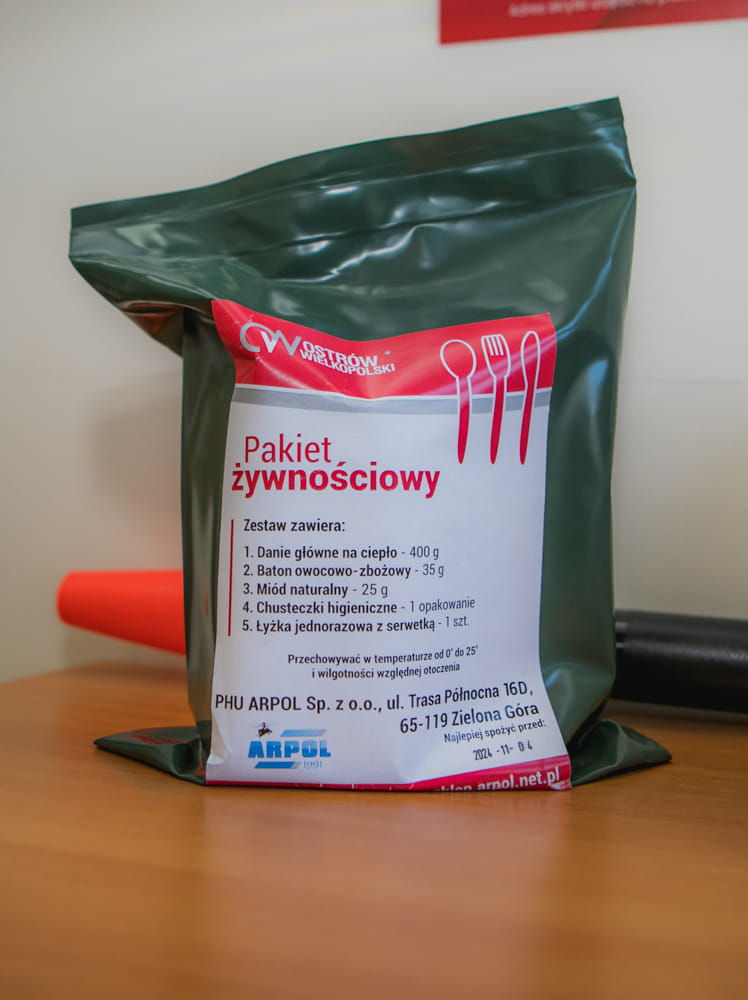 CWW OSTRÓW
WIELKOPOLSKI
Pakiet
żywnościowy
Zestaw zawiera:
1. Danie główne na ciepło - 400 g
2. Baton owocowo-zbożowy - 35 g
3. Miód naturalny - 25 g
4. Chusteczki higieniczne - 1 opakowanie
5. Łyżka jednorazowa z serwetką - 1 szt.
Przechowywać w temperaturze od 0° do 25°
i wilgotności względnej otoczenia
PHU ARPOL Sp. z o.o., ul. Trasa Północna 16D,
65-119 Zielona Góra
Najlepiej spożyć przed:
2024 -11- 04
ARPOL
1991
sklep.arpol.net.pl